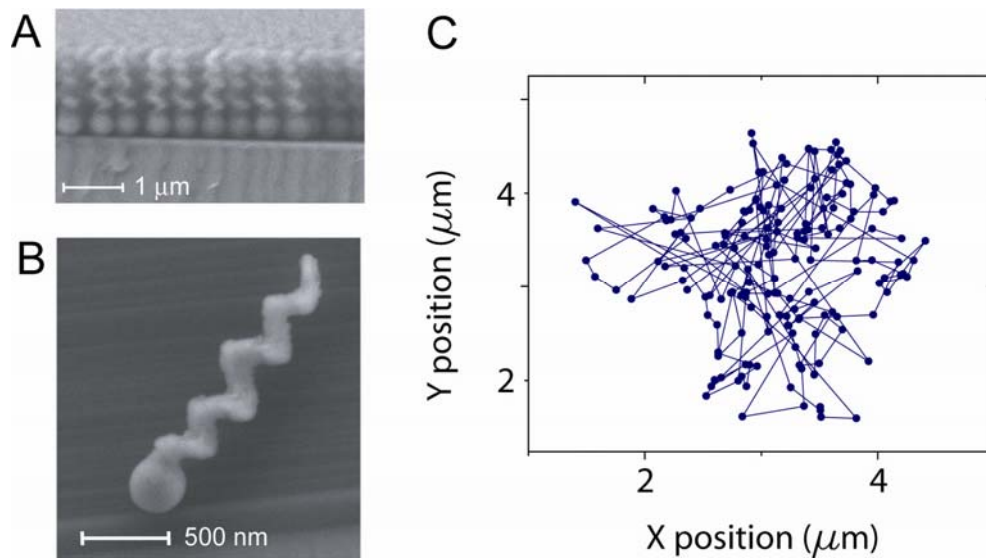 A
1 μm
B
500 nm
C
Y position (μm)
4
2
2
4
X position (μm)